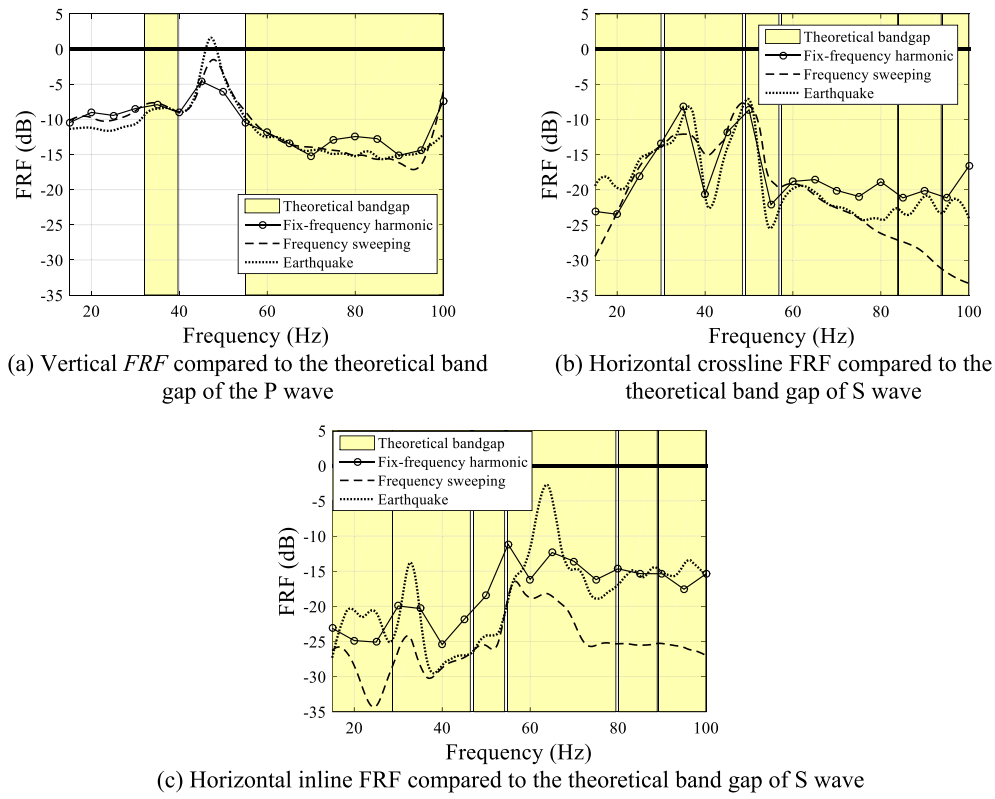 5
0
-5
-10
-15
-20
-25
-30
-35
20
40
60
80
100
FRF (dB)
Frequency (Hz)
Theoretical bandgap
Fix-frequency harmonic
Frequency sweeping
Earthquake
(a) Vertical FRF compared to the theoretical band
gap of the P wave
5
0
-5
-10
-15
-20
-25
-30
-35
20
40
60
80
100
FRF (dB)
Frequency (Hz)
Theoretical bandgap
Fix-frequency harmonic
Frequency sweeping
Earthquake
(b) Horizontal crossline FRF compared to the
theoretical band gap of S wave
5
0
-5
-10
-15
-20
-25
-30
-35
20
40
60
80
100
FRF (dB)
Frequency (Hz)
Theoretical bandgap
Fix-frequency harmonic
Frequency sweeping
Earthquake
(c) Horizontal inline FRF compared to the theoretical band gap of S wave